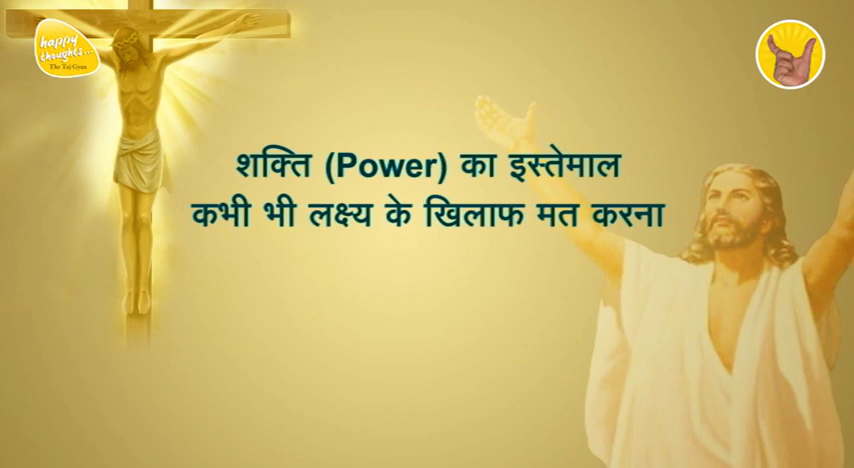 happy
thoughts...
The Tej Gyan
शक्ति (Power) का इस्तेमाल
कभी भी लक्ष्य के खिलाफ मत करना